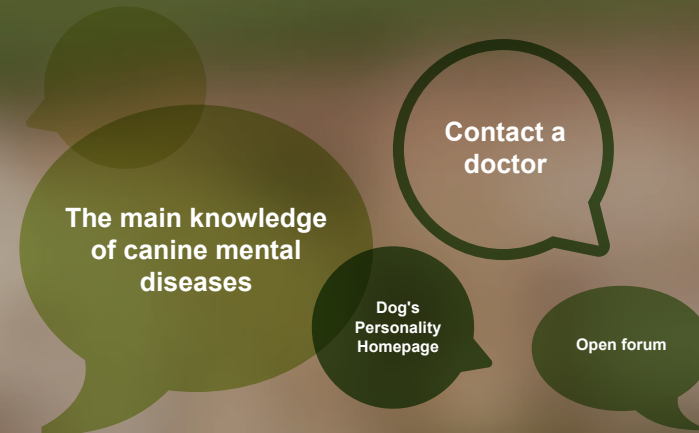 The main knowledge
of canine mental
diseases
Contact a
doctor
Dog's
Personality
Homepage
Open forum